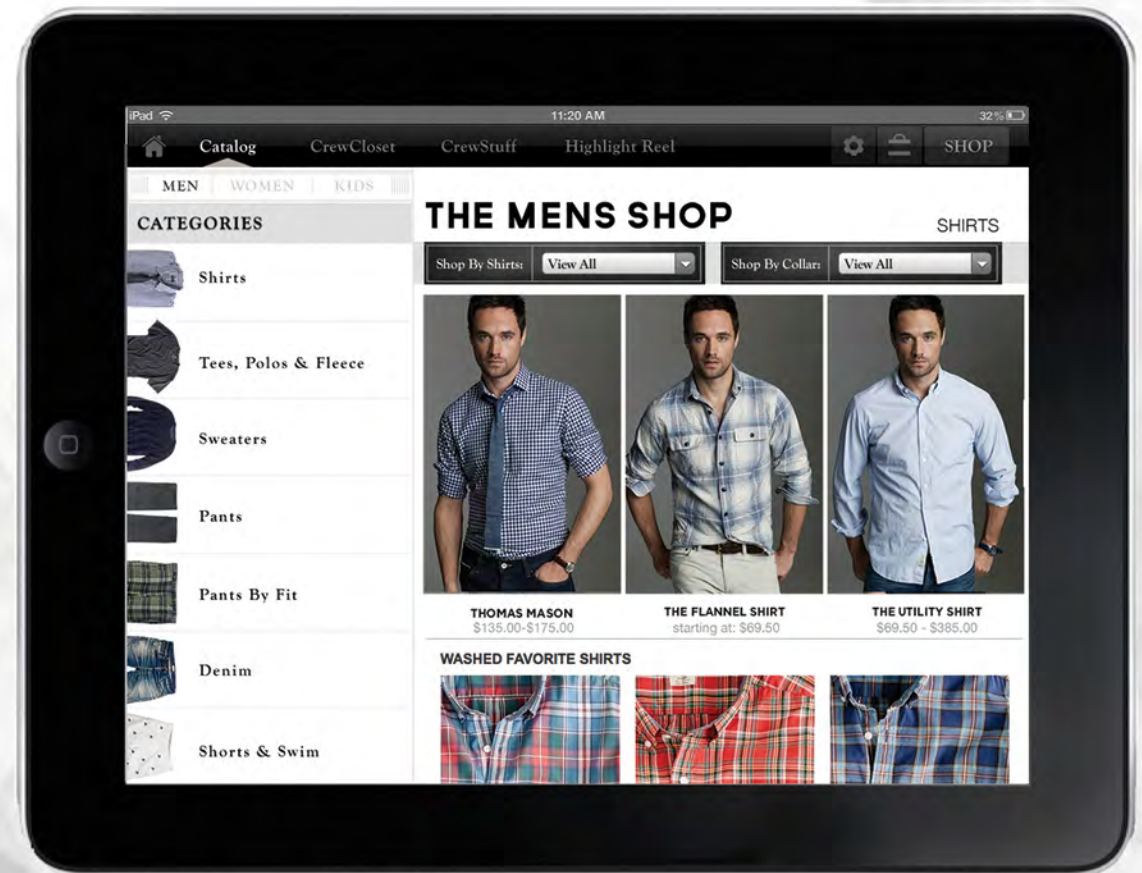 iPad 11:20 AM 32%
Catalog CrewCloset CrewStuff Highlight Reel SHOP
MEN WOMEN KIDS
CATEGORIES
Shirts
Tees, Polos & Fleece
Sweaters
Pants
Pants By Fit
Denim
Shorts & Swim
THE MENS SHOP SHIRTS
Shop By Shirts: View All Shop By Collar: View All
THOMAS MASON THE FLANNEL SHIRT THE UTILITY SHIRT
$135.00-$175.00 starting at: $69.50 $69.50 - $385.00
WASHED FAVORITE SHIRTS